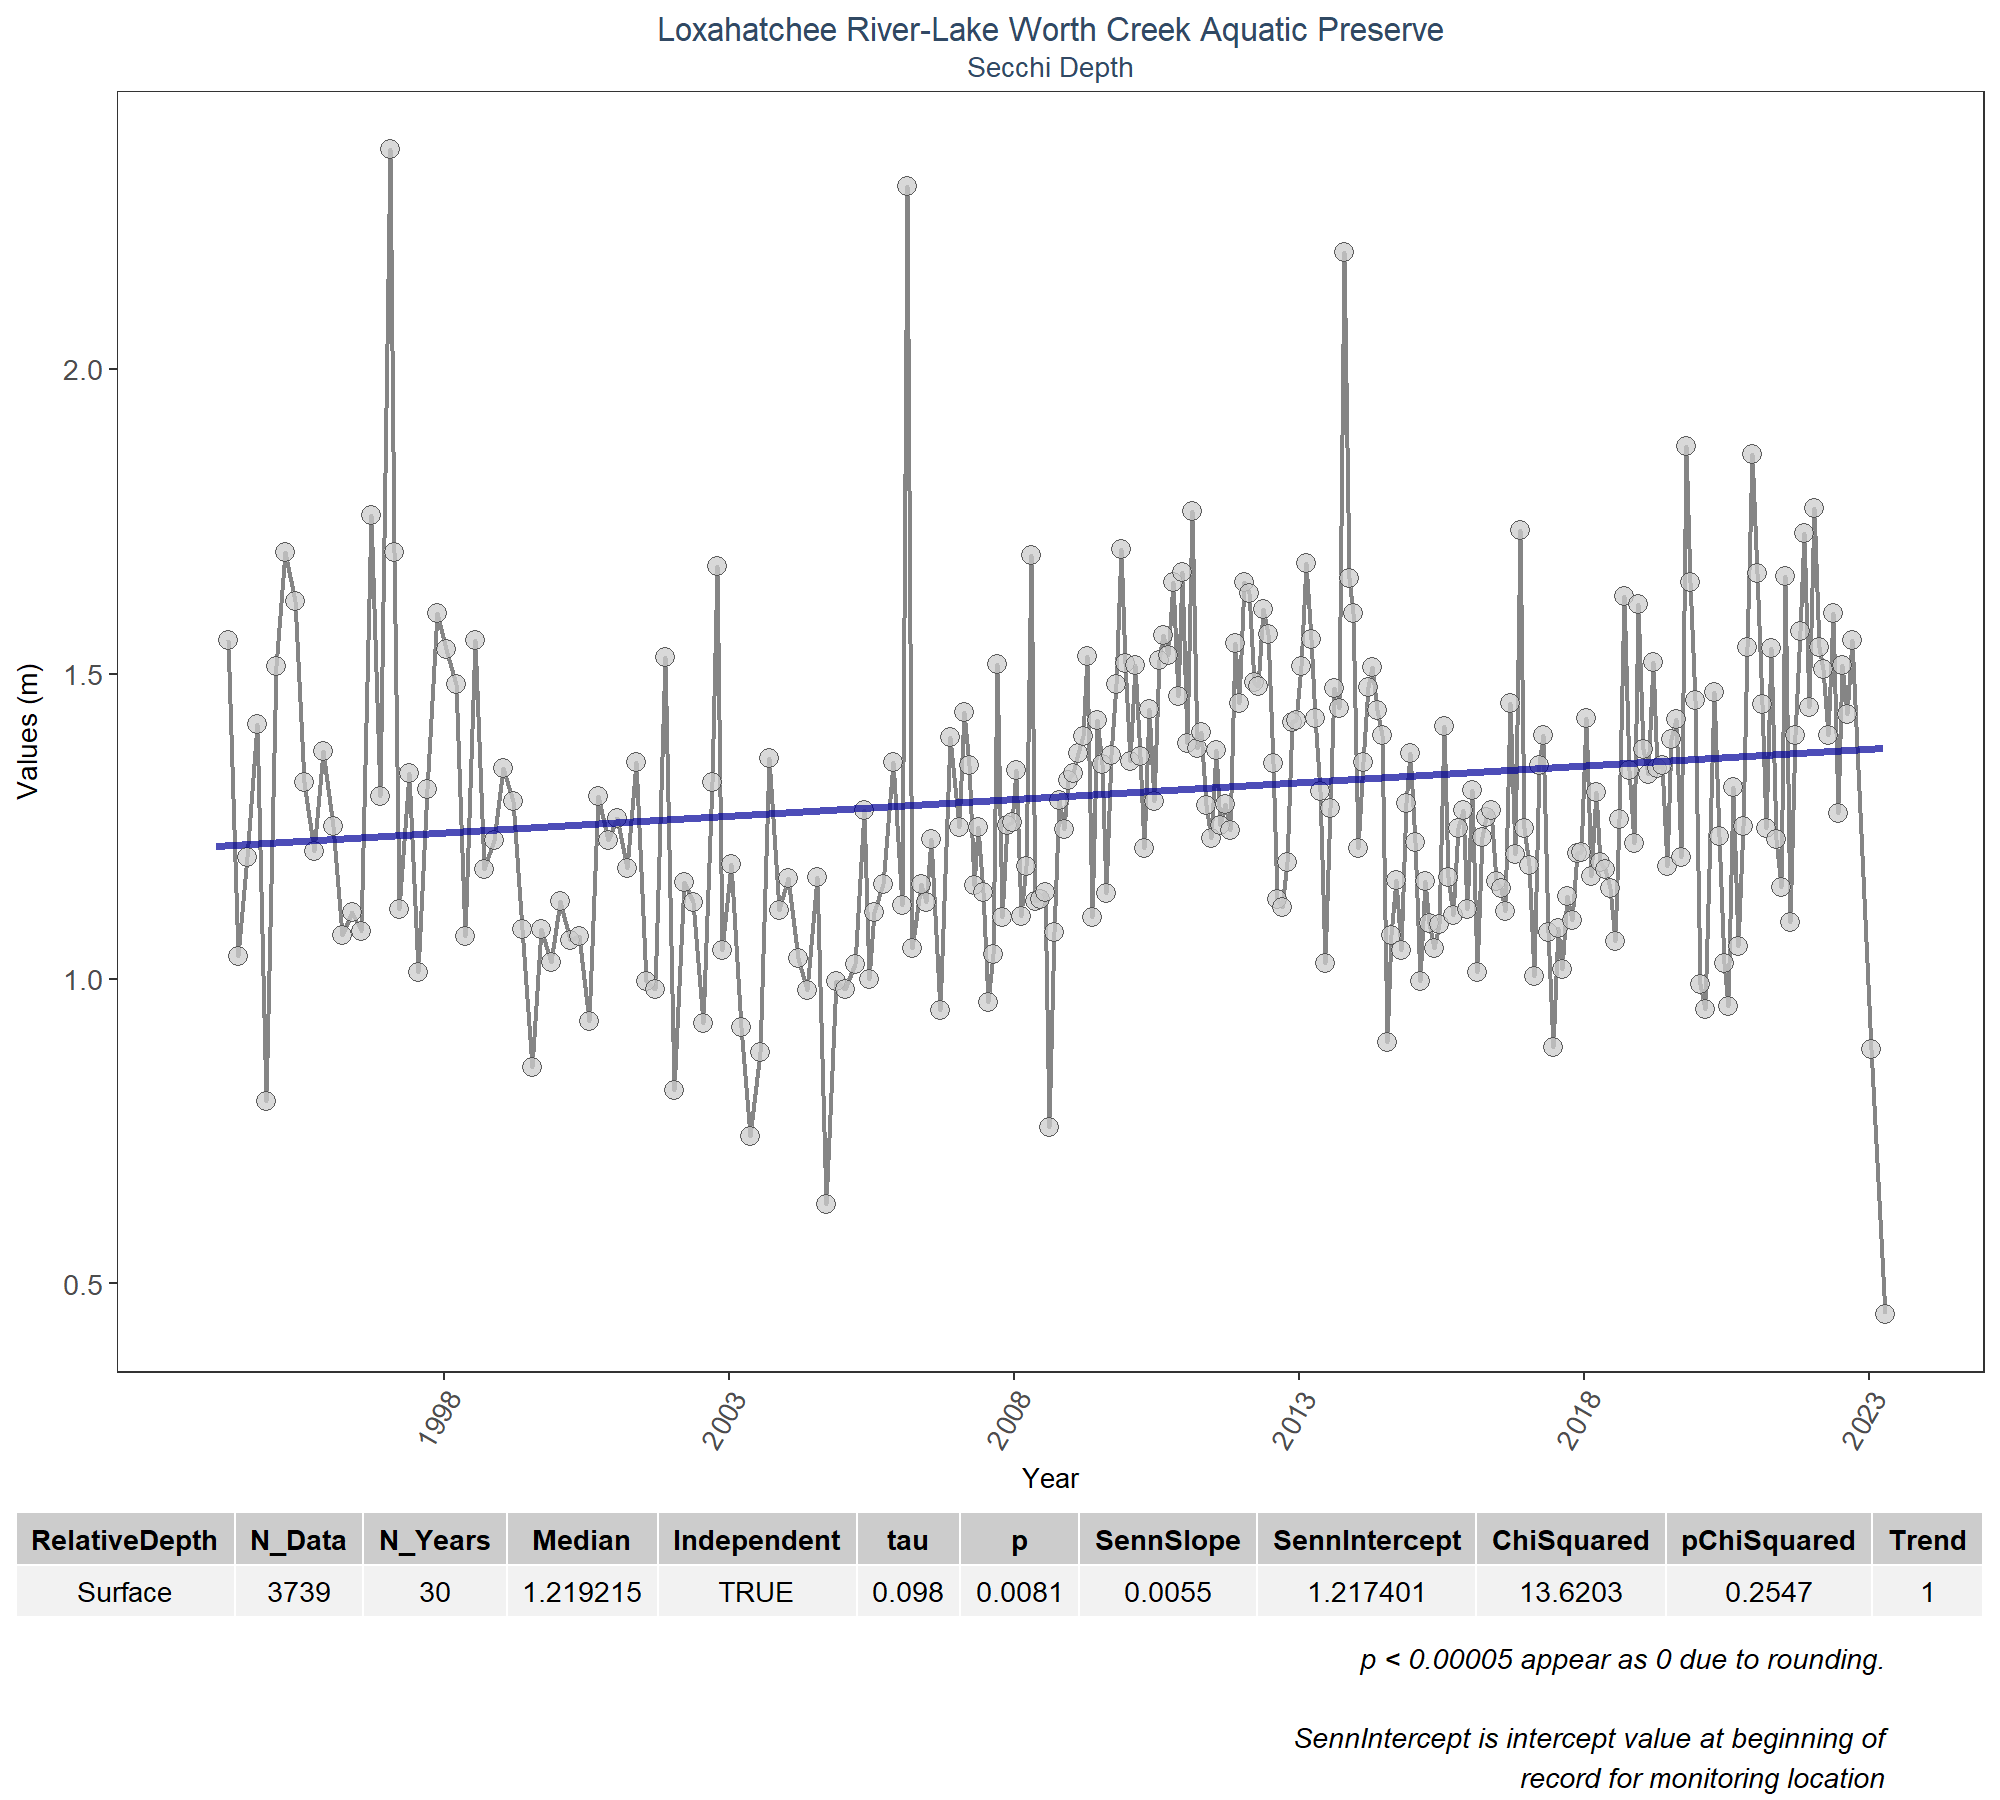 Loxahatchee River-Lake Worth Creek Aquatic Preserve
Secchi Depth
Values (m)
2.0
1.5
1.0
0.5
1998 2003 2008 2013 2018 2023
Year
RelativeDepth N_Data N_Years Median Independent tau p SennSlope SennIntercept ChiSquared pChiSquared Trend
Surface 3739 30 1.219215 TRUE 0.098 0.0081 0.0055 1.217401 13.6203 0.2547 1
p < 0.00005 appear as 0 due to rounding.
SennIntercept is intercept value at beginning of
record for monitoring location